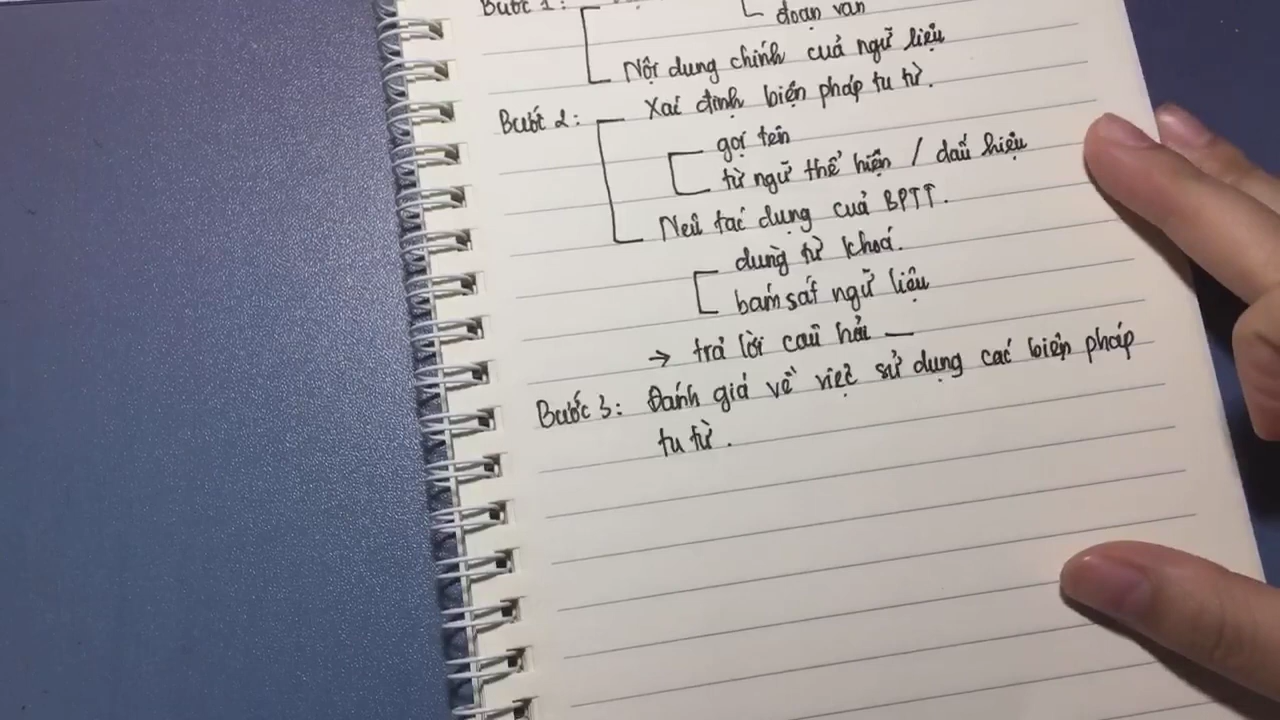 Bước 1:
đoạn văn
Nội dung chính của ngữ liệu
Bước 2: Xác định biện pháp tu từ.
gọi tên
từ ngữ thể hiện / dấu hiệu
Nêu tác dụng của BPTT.
dùng từ khoá.
bám sát ngữ liệu
→ trả lời câu hỏi —
Bước 3: Đánh giá về việc sử dụng các biện pháp
tu từ.